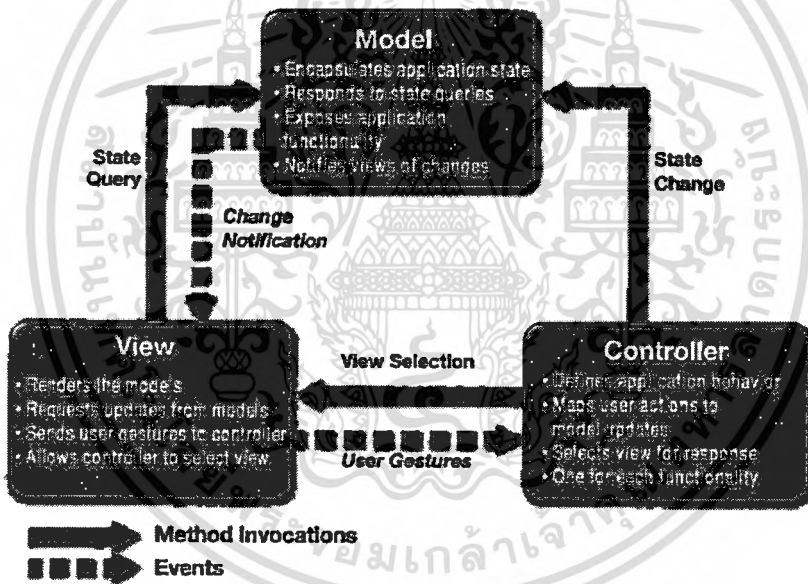 Model
• Encapsulates application state
• Responds to state queries
• Exposes application
functionality
• Notifies views of changes
State
Query
State
Change
Change
Notification
View
• Renders the models
• Requests updates from models
• Sends user gestures to controller
• Allows controller to select view
View Selection
User Gestures
Controller
• Defines application behavior
• Maps user actions to
model updates
• Selects view for response
• One for each functionality
Method Invocations
Events